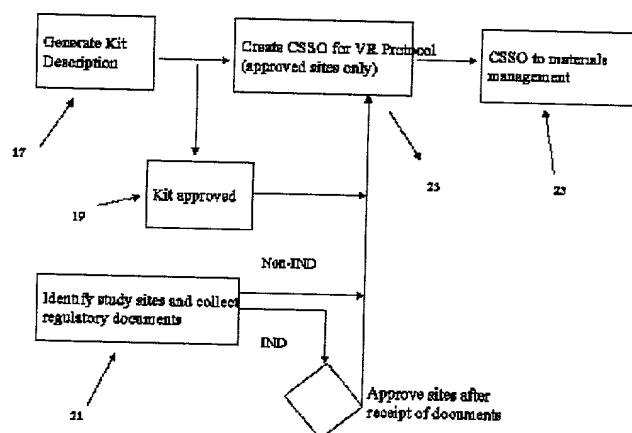 Generate Kit
Description
Create CSSO for VR Protocol
(approved sites only)
CSSO to materials
management
17
25
23
19
Kit approved
Non-IND
Identify study sites and collect
regulatory documents
IND
21
Approve sites after
receipt of documents